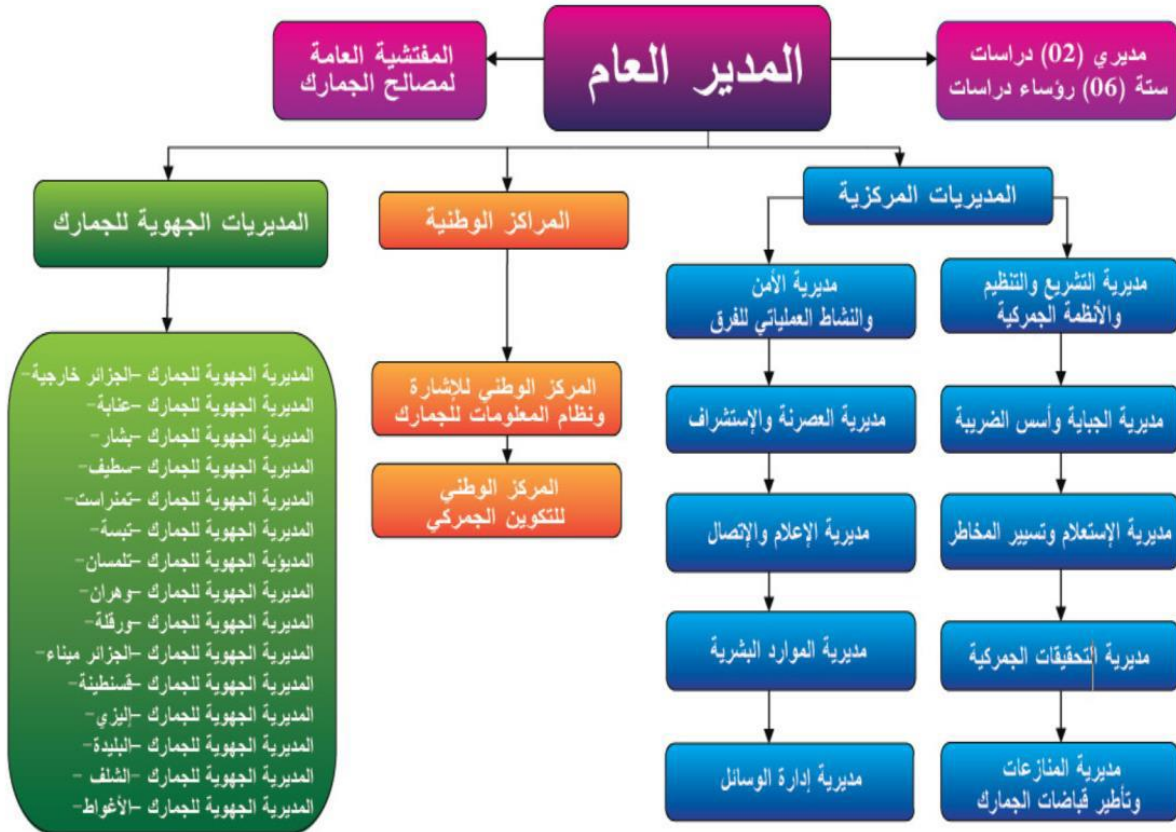 المدير العام
مديري (02) دراسات
ستة (06) رؤساء دراسات
المفتشية العامة
لمصالح الجمارك
المديريات المركزية
مديرية التشريع والتنظيم
والأنظمة الجمركية
مديرية الجباية وأسس الضريبة
مديرية الإستعلام وتسيير المخاطر
مديرية التحقيقات الجمركية
مديرية المنازعات
وتأطير قباضات الجمارك
مديرية الأمن
والنشاط العملياتي للفرق
مديرية العصرنة والإستشراف
مديرية الإعلام والإتصال
مديرية الموارد البشرية
مديرية إدارة الوسائل
المراكز الوطنية
المركز الوطني للإشارة
ونظام المعلومات للجمارك
المركز الوطني
للتكوين الجمركي
المديريات الجهوية للجمارك
المديرية الجهوية للجمارك –الجزائر خارجية-
المديرية الجهوية للجمارك –عنابة-
المديرية الجهوية للجمارك –بشار-
المديرية الجهوية للجمارك –سطيف-
المديرية الجهوية للجمارك –تمنراست-
المديرية الجهوية للجمارك –تبسة-
المديوية الجهوية للجمارك –تلمسان-
المديرية الجهوية للجمارك –وهران-
المديرية الجهوية للجمارك –ورقلة-
المديرية الجهوية للجمارك –الجزائر ميناء-
المديرية الجهوية للجمارك –قسنطينة-
المديرية الجهوية للجمارك –إليزي-
المديرية الجهوية للجمارك –البليدة-
المديرية الجهوية للجمارك –الشلف -
المديرية الجهوية للجمارك –الأغواط-